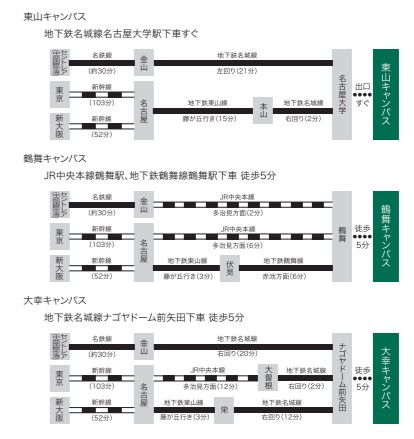 東山キャンパス
地下鉄名城線名古屋大学駅下車すぐ
中部国際空港
セントレア
名鉄線
(約30分)
金山
地下鉄名城線
左回り(21分)
東京
新幹線
(103分)
新大阪
新幹線
(52分)
名古屋
地下鉄東山線
藤が丘行き(15分)
本山
地下鉄名城線
右回り(2分)
名古屋大学
出口
すぐ
東山キャンパス
鶴舞キャンパス
JR中央本線鶴舞駅、地下鉄鶴舞線鶴舞駅下車 徒歩5分
中部国際空港
セントレア
名鉄線
(約30分)
金山
JR中央本線
多治見方面(2分)
東京
新幹線
(103分)
新大阪
新幹線
(52分)
名古屋
JR中央本線
多治見方面(6分)
地下鉄東山線
藤が丘行き(3分)
伏見
地下鉄鶴舞線
赤池方面(6分)
鶴舞
徒歩
5分
鶴舞キャンパス
大幸キャンパス
地下鉄名城線ナゴヤドーム前矢田下車 徒歩5分
中部国際空港
セントレア
名鉄線
(約30分)
金山
地下鉄名城線
右回り(20分)
東京
新幹線
(103分)
新大阪
新幹線
(52分)
名古屋
JR中央本線
多治見方面(12分)
大曽根
地下鉄名城線
右回り(2分)
地下鉄東山線
藤が丘行き(3分)
栄
地下鉄名城線
右回り(12分)
ナゴヤドーム前矢田
徒歩
5分
大幸キャンパス